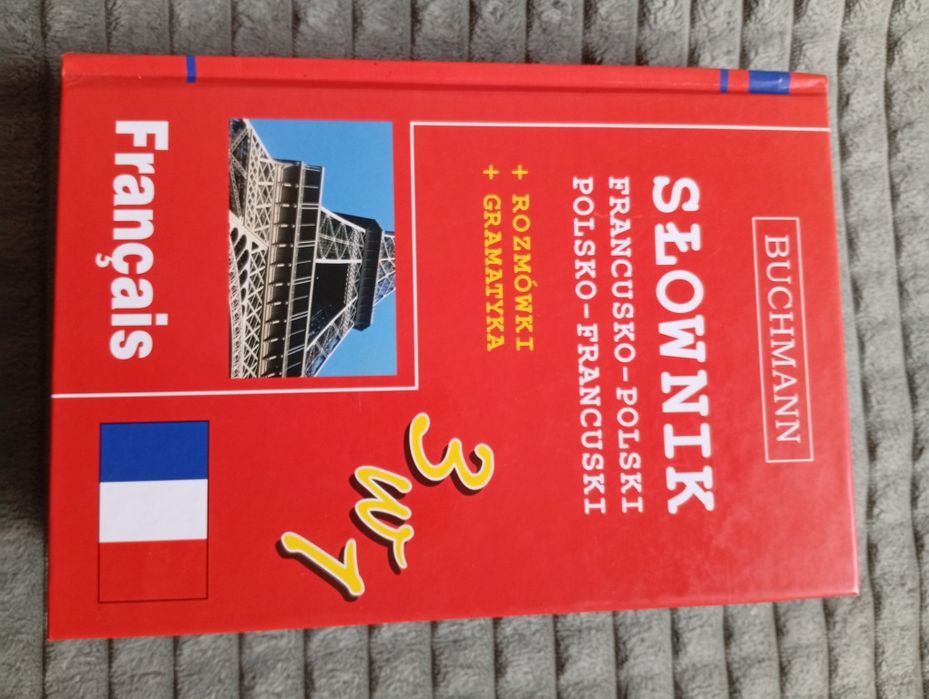 BUCHMANN
SŁOWNIK
FRANCUSKO-POLSKI
POLSKO-FRANCUSKI
+ ROZMÓWKI
+ GRAMATYKA
3 w 1
Français